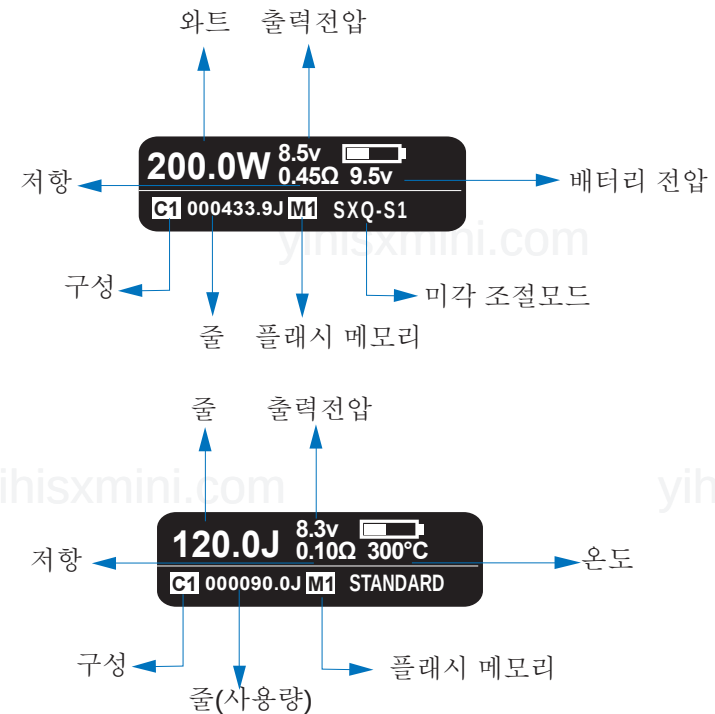 와트 출력전압
200.0W 8.5v
저항 0.45Ω 9.5v 배터리 전압
C1 000433.9J M1 SXQ-S1
yihisxmini.com
구성 미각 조절모드
줄 플래시 메모리
줄 출력전압
yihisxmini.com yih
120.0J 8.3v
저항 0.10Ω 300°C 온도
C1 000090.0J M1 STANDARD
구성 플래시 메모리
줄(사용량)